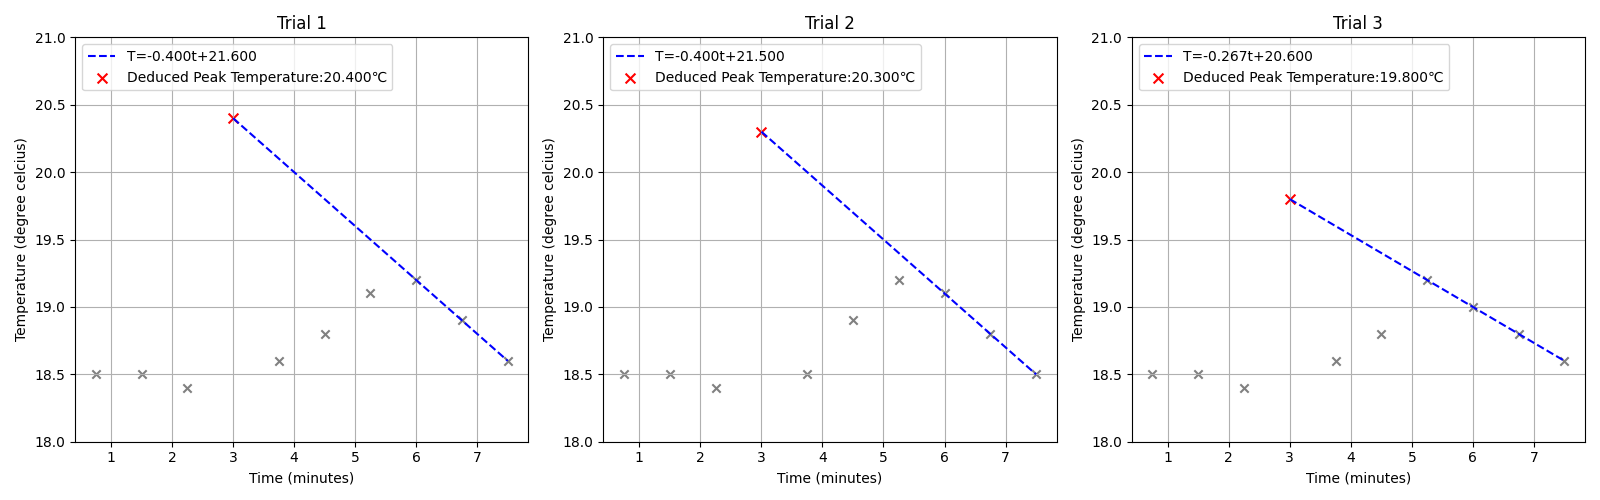 Trial 1
T=-0.400t+21.600
Deduced Peak Temperature:20.400℃
21.0
20.5
20.0
19.5
19.0
18.5
18.0
Temperature (degree celcius)
1 2 3 4 5 6 7
Time (minutes)
Trial 2
T=-0.400t+21.500
Deduced Peak Temperature:20.300℃
21.0
20.5
20.0
19.5
19.0
18.5
18.0
Temperature (degree celcius)
1 2 3 4 5 6 7
Time (minutes)
Trial 3
T=-0.267t+20.600
Deduced Peak Temperature:19.800℃
21.0
20.5
20.0
19.5
19.0
18.5
18.0
Temperature (degree celcius)
1 2 3 4 5 6 7
Time (minutes)